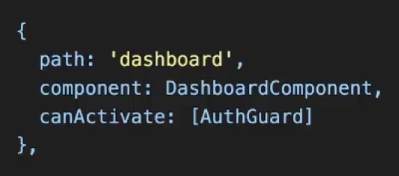 {
path: 'dashboard',
component: DashboardComponent,
canActivate: [AuthGuard]
},